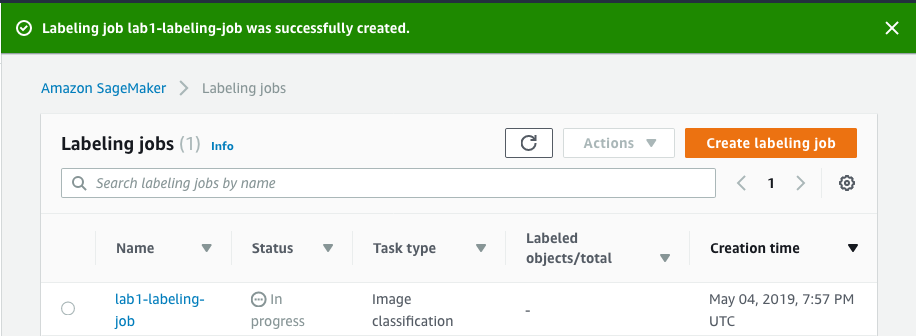 Labeling job lab1-labeling-job was successfully created.
Amazon SageMaker Labeling jobs
Labeling jobs (1) Info
Actions
Create labeling job
Search labeling jobs by name
1
Name
Status
Task type
Labeled
objects/total
Creation time
lab1-labeling-
job
In
progress
Image
classification
-
May 04, 2019, 7:57 PM
UTC